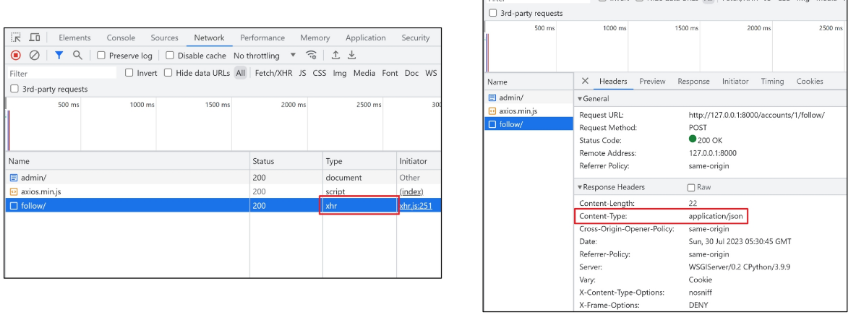 Elements Console Sources Network Performance Memory Application Security
Preserve log Disable cache No throttling
Filter Invert Hide data URLs All Fetch/XHR JS CSS Img Media Font Doc WS
3rd-party requests
500 ms 1000 ms 1500 ms 2000 ms 2500 ms 300
Name Status Type Initiator
admin/ 200 document Other
axios.min.js 200 script (index)
follow/ 200 xhr xhr.js:251
3rd-party requests
500 ms 1000 ms 1500 ms 2000 ms 2500 ms
Name Headers Preview Response Initiator Timing Cookies
admin/
axios.min.js
follow/
General
Request URL: http://127.0.0.1:8000/accounts/1/follow/
Request Method: POST
Status Code: 200 OK
Remote Address: 127.0.0.1:8000
Referrer Policy: same-origin
Response Headers Raw
Content-Length: 22
Content-Type: application/json
Cross-Origin-Opener-Policy: same-origin
Date: Sun, 30 Jul 2023 05:30:45 GMT
Referrer-Policy: same-origin
Server: WSGIServer/0.2 CPython/3.9.9
Vary: Cookie
X-Content-Type-Options: nosniff
X-Frame-Options: DENY